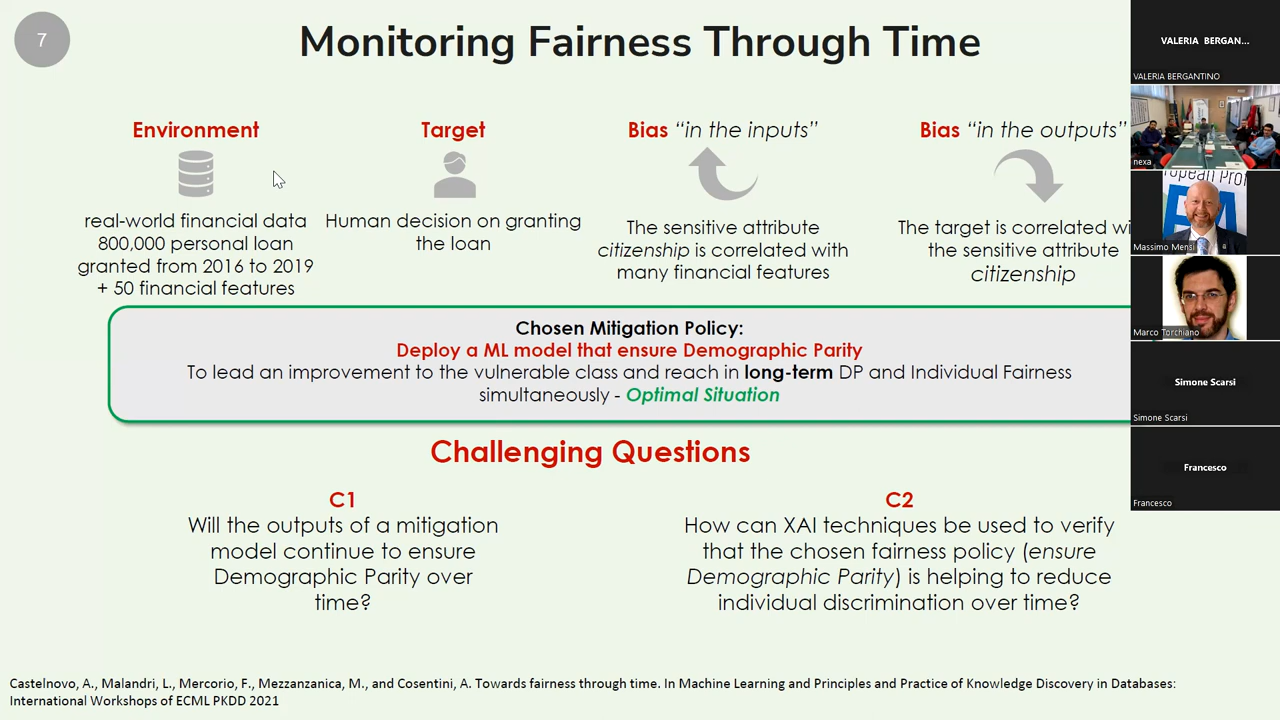 7
Monitoring Fairness Through Time
Environment
real-world financial data
800,000 personal loan
granted from 2016 to 2019
+ 50 financial features
Target
Human decision on granting
the loan
Bias “in the inputs”
The sensitive attribute
citizenship is correlated with
many financial features
Bias “in the outputs”
The target is correlated wi
the sensitive attribute
citizenship
Chosen Mitigation Policy:
Deploy a ML model that ensure Demographic Parity
To lead an improvement to the vulnerable class and reach in long-term DP and Individual Fairness
simultaneously - Optimal Situation
Challenging Questions
C1
Will the outputs of a mitigation
model continue to ensure
Demographic Parity over
time?
C2
How can XAI techniques be used to verify
that the chosen fairness policy (ensure
Demographic Parity) is helping to reduce
individual discrimination over time?
Castelnovo, A., Malandri, L., Mercorio, F., Mezzanzanica, M., and Cosentini, A. Towards fairness through time. In Machine Learning and Principles and Practice of Knowledge Discovery in Databases:
International Workshops of ECML PKDD 2021
VALERIA BERGAN...
VALERIA BERGANTINO
nexa
Massimo Mensi
Marco Torchiano
Simone Scarsi
Simone Scarsi
Francesco
Francesco